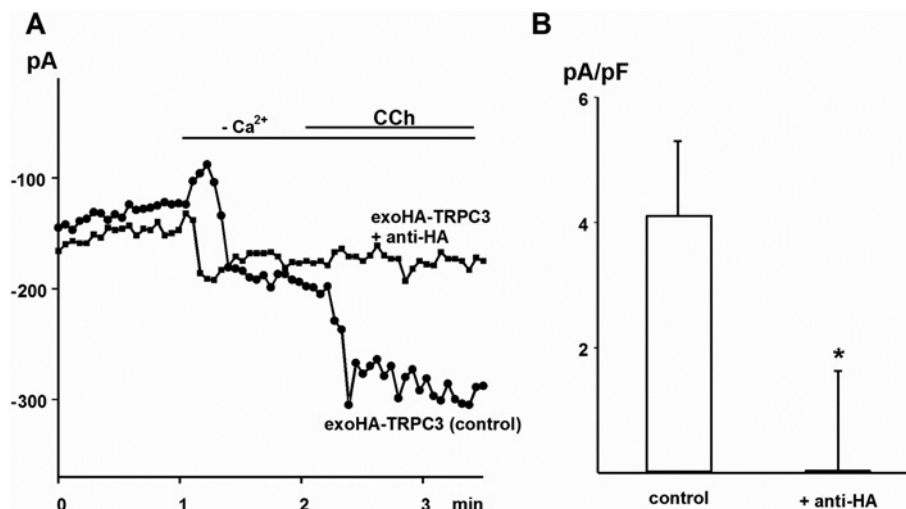 A
pA
- Ca²⁺
CCh
-100
-200
-300
exoHA-TRPC3
+ anti-HA
exoHA-TRPC3 (control)
0
1
2
3
min
B
pA/pF
6
4
2
*
control
+ anti-HA